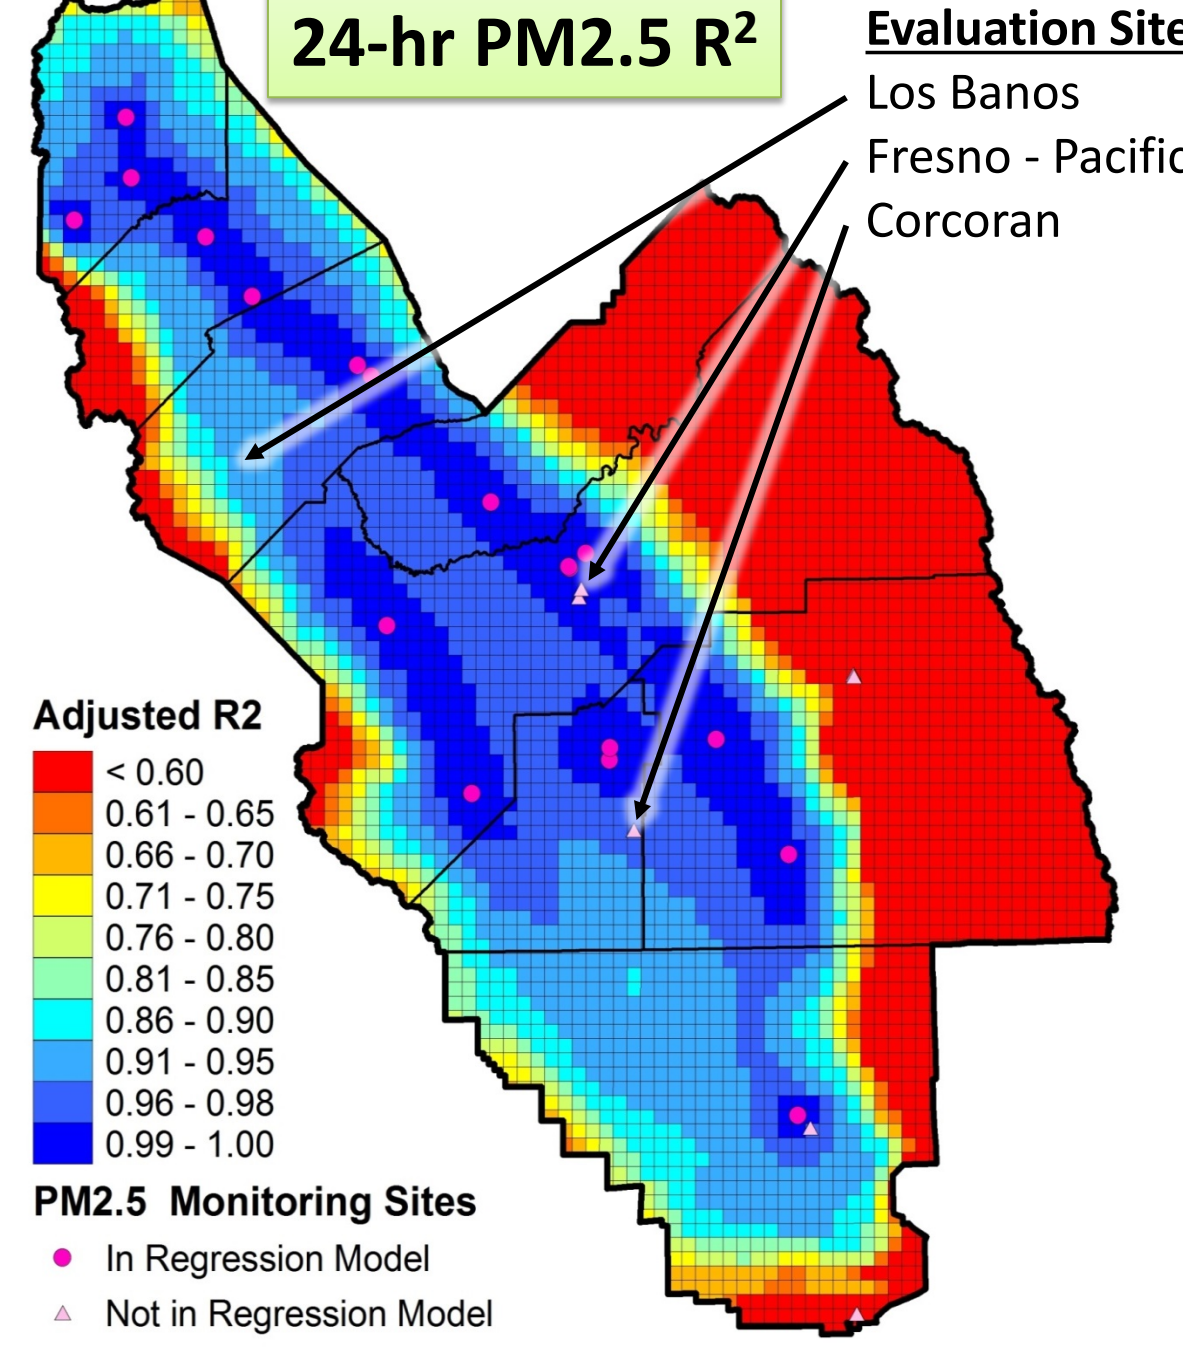 24-hr PM2.5 R²
Evaluation Site
Los Banos
Fresno - Pacific
Corcoran
Adjusted R2
< 0.60
0.61 - 0.65
0.66 - 0.70
0.71 - 0.75
0.76 - 0.80
0.81 - 0.85
0.86 - 0.90
0.91 - 0.95
0.96 - 0.98
0.99 - 1.00
PM2.5 Monitoring Sites
In Regression Model
Not in Regression Model